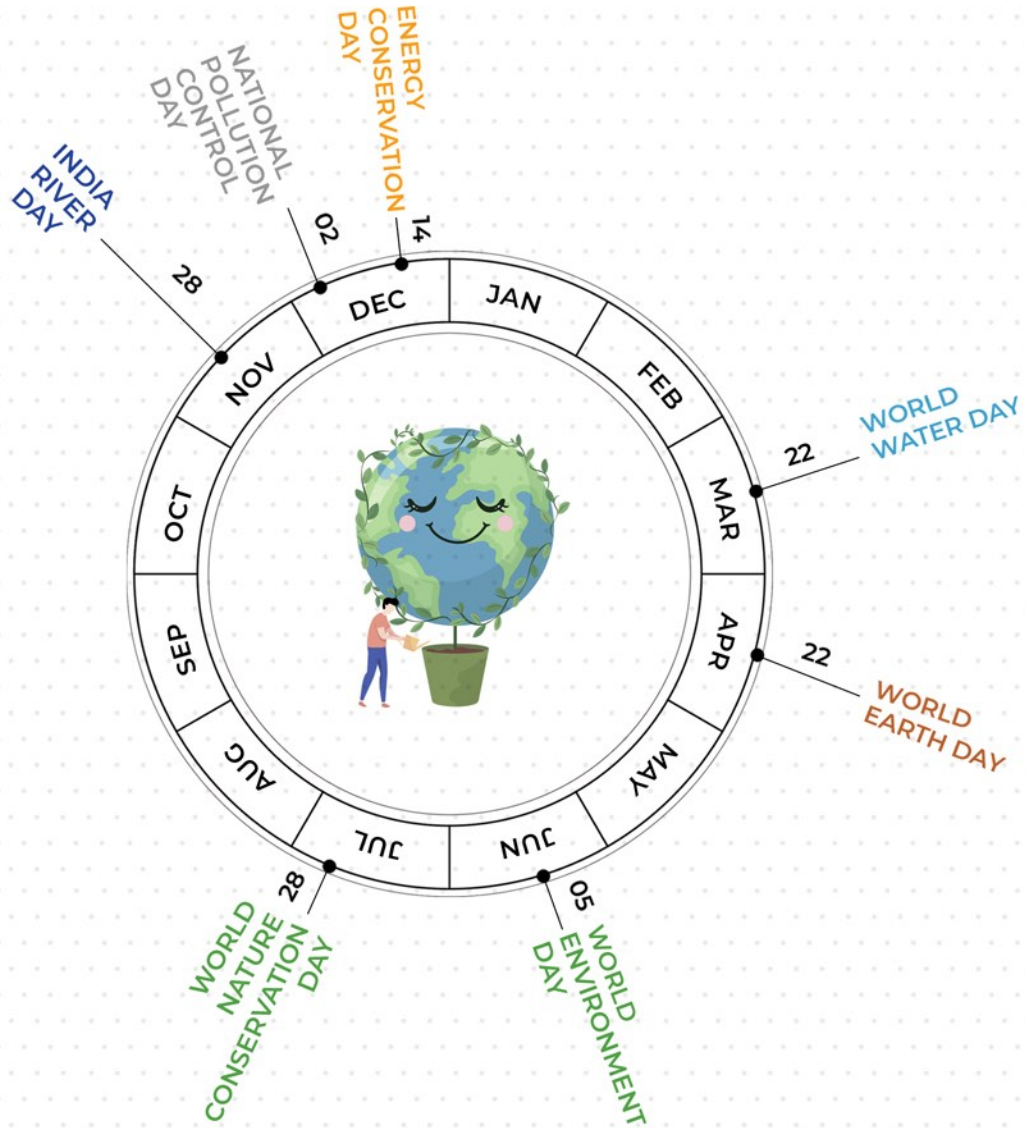 JAN
FEB
MAR
22
WORLD
WATER DAY
APR
22
WORLD
EARTH DAY
MAY
JUN
05
WORLD
ENVIRONMENT
DAY
JUL
28
WORLD
NATURE
CONSERVATION
DAY
AUG
SEP
OCT
NOV
28
INDIA
RIVER
DAY
DEC
02
NATIONAL
POLLUTION
CONTROL
DAY
14
ENERGY
CONSERVATION
DAY